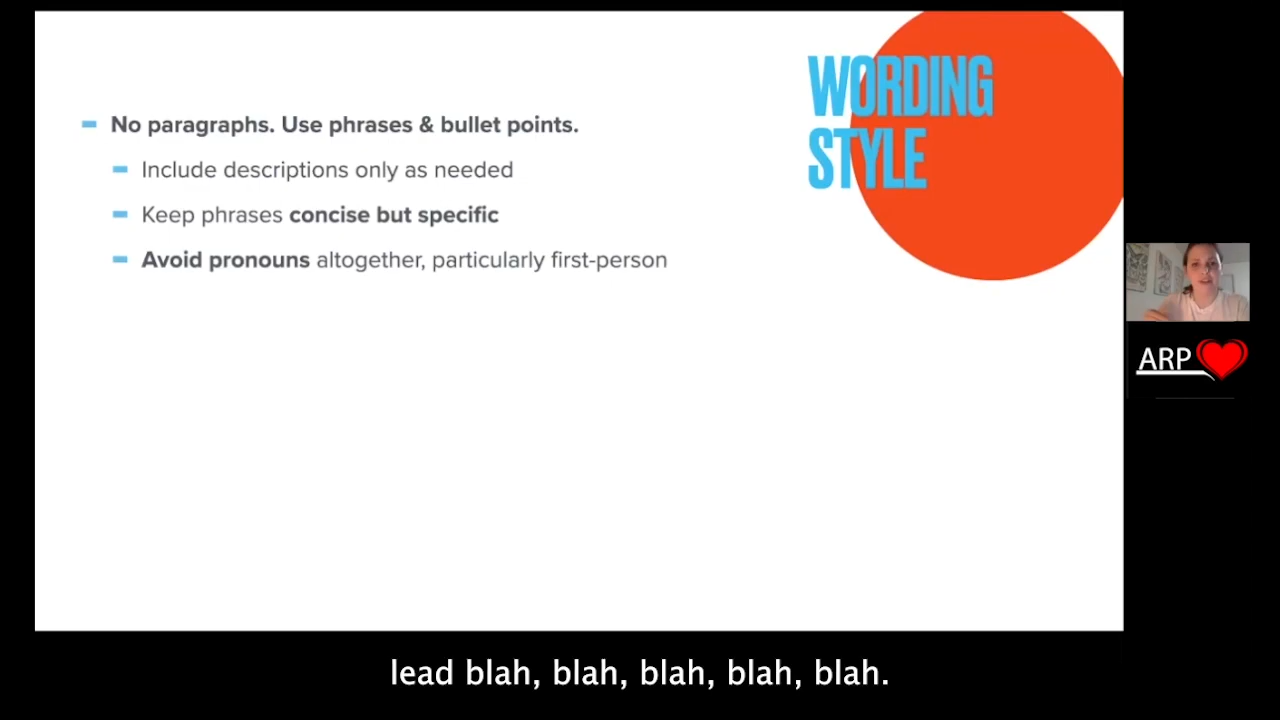 WORDING
STYLE
No paragraphs. Use phrases & bullet points.
Include descriptions only as needed
Keep phrases concise but specific
Avoid pronouns altogether, particularly first-person
ARP
lead blah, blah, blah, blah, blah.